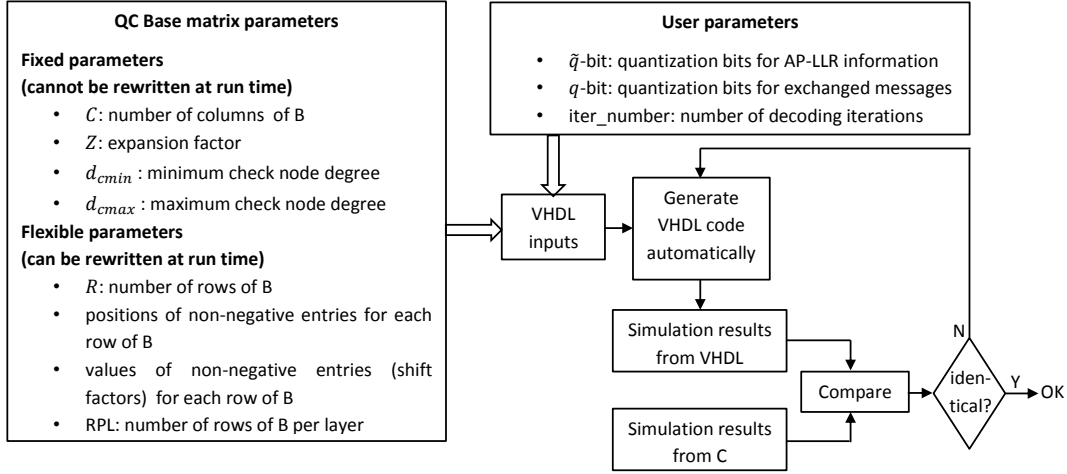 QC Base matrix parameters
Fixed parameters
(cannot be rewritten at run time)
• C: number of columns of B
• Z: expansion factor
• d_cmin : minimum check node degree
• d_cmax : maximum check node degree
Flexible parameters
(can be rewritten at run time)
• R: number of rows of B
• positions of non-negative entries for each
row of B
• values of non-negative entries (shift
factors) for each row of B
• RPL: number of rows of B per layer
User parameters
• q̃-bit: quantization bits for AP-LLR information
• q-bit: quantization bits for exchanged messages
• iter_number: number of decoding iterations
VHDL
inputs
Generate
VHDL code
automatically
Simulation results
from VHDL
Simulation results
from C
Compare
iden-
tical?
N
Y
OK